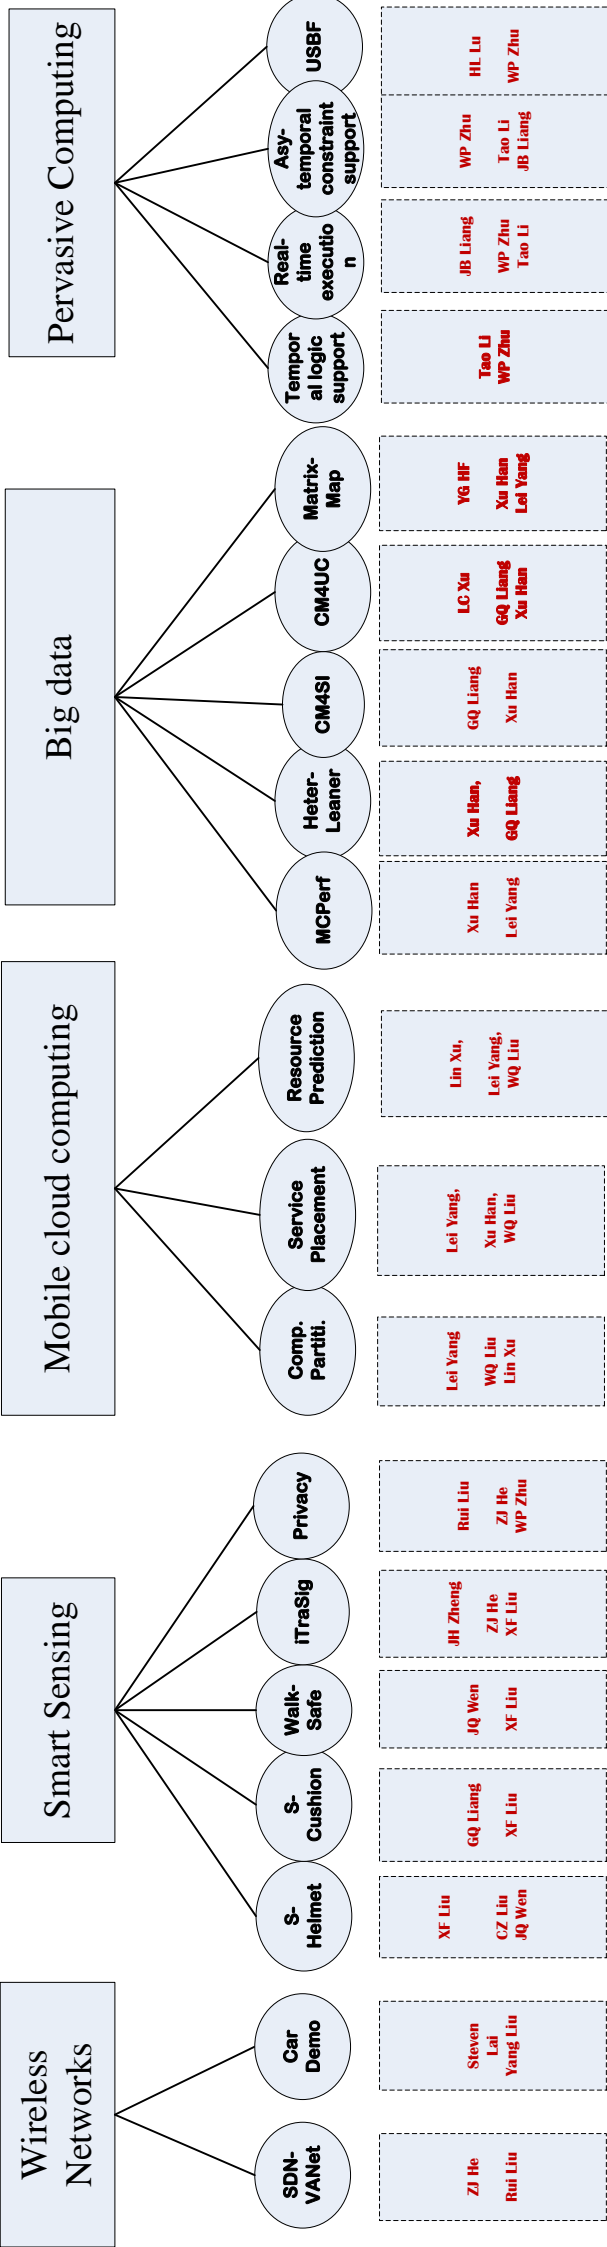 Wireless
Networks
Smart Sensing
Mobile cloud computing
Big data
Pervasive Computing
SDN-
VANet
Car
Demo
S-
Helmet
S-
Cushion
Walk-
Safe
iTraSig
Privacy
Comp.
Partiti.
Service
Placement
Resource
Prediction
MCPerf
Heter-
Leaner
CM4SI
CM4UC
Matrix-
Map
Tempor
al logic
support
Real-
time
executio
n
Asy-
temporal
constraint
support
USBF
ZJ He
Rui Liu
Steven
Lai
Yang Liu
XF Liu
CZ Liu
JQ Wen
GQ Liang
XF Liu
JQ Wen
XF Liu
JH Zheng
ZJ He
XF Liu
Rui Liu
ZJ He
WP Zhu
Lei Yang
WQ Liu
Lin Xu
Lei Yang,
Xu Han,
WQ Liu
Lin Xu,
Lei Yang,
WQ Liu
Xu Han
Lei Yang
Xu Han,
GQ Liang
GQ Liang
Xu Han
LC Xu
GQ Liang
Xu Han
YG HF
Xu Han
Lei Yang
Tao Li
WP Zhu
JB Liang
WP Zhu
Tao Li
WP Zhu
Tao Li
JB Liang
HL Lu
WP Zhu